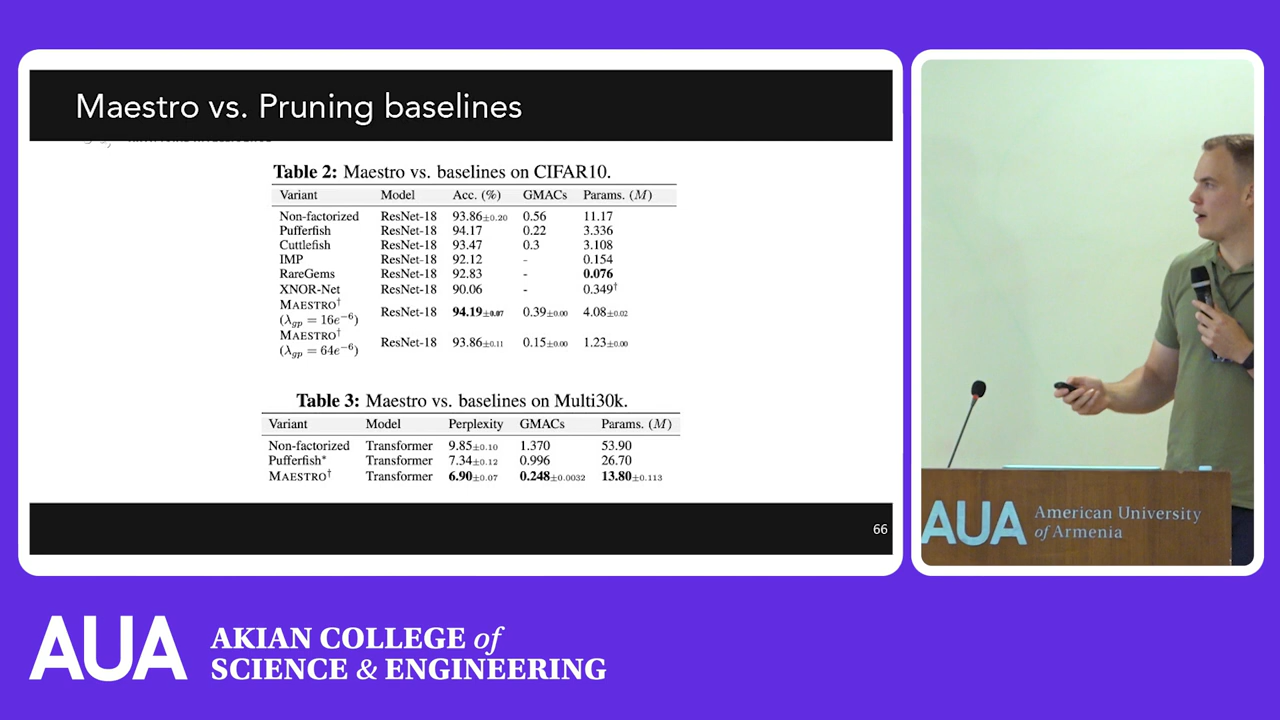 Maestro vs. Pruning baselines
Table 2: Maestro vs. baselines on CIFAR10.
Variant Model Acc. (%) GMACs Params. (M)
Non-factorized ResNet-18 93.86±0.20 0.56 11.17
Pufferfish ResNet-18 94.17 0.22 3.336
Cuttlefish ResNet-18 93.47 0.3 3.108
IMP ResNet-18 92.12 - 0.154
RareGems ResNet-18 92.83 - 0.076
XNOR-Net ResNet-18 90.06 - 0.349†
MAESTRO†
(λgp = 16e−6) ResNet-18 94.19±0.07 0.39±0.00 4.08±0.02
MAESTRO†
(λgp = 64e−6) ResNet-18 93.86±0.11 0.15±0.00 1.23±0.00
Table 3: Maestro vs. baselines on Multi30k.
Variant Model Perplexity GMACs Params. (M)
Non-factorized Transformer 9.85±0.10 1.370 53.90
Pufferfish* Transformer 7.34±0.12 0.996 26.70
MAESTRO† Transformer 6.90±0.07 0.248±0.0032 13.80±0.113
66
AUA American University
of Armenia
AUA AKIAN COLLEGE of
SCIENCE & ENGINEERING